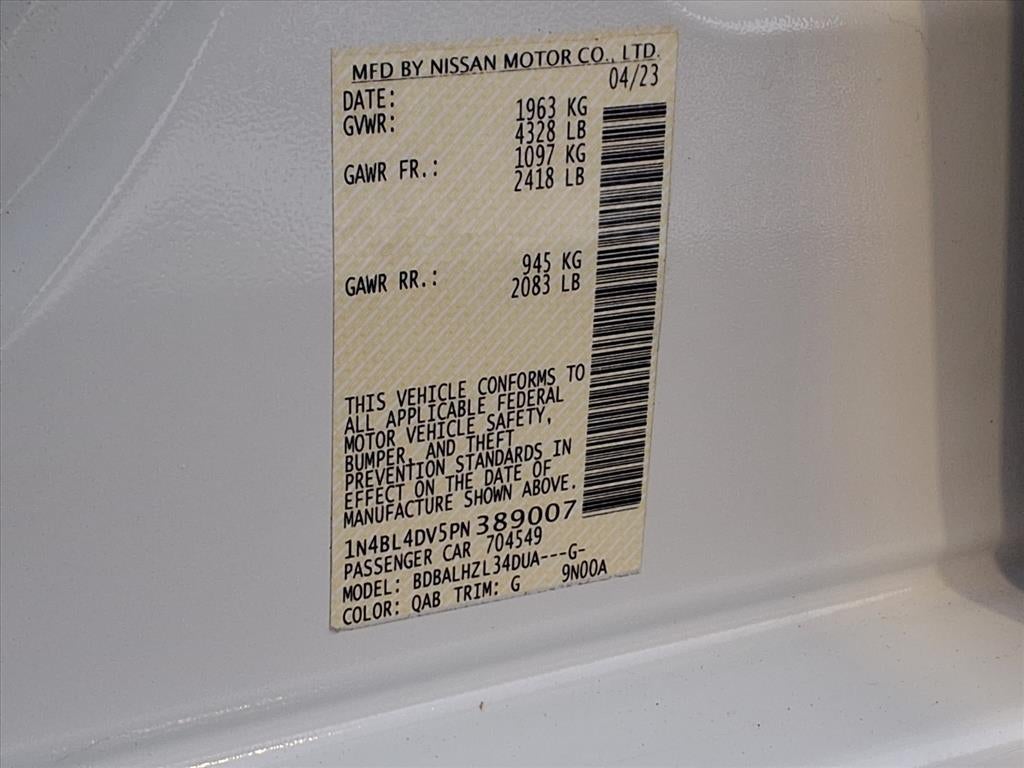 MFD BY NISSAN MOTOR CO., LTD.
DATE: 04/23
GVWR: 1963 KG
4328 LB
GAWR FR.: 1097 KG
2418 LB
GAWR RR.: 945 KG
2083 LB
THIS VEHICLE CONFORMS TO
ALL APPLICABLE FEDERAL
MOTOR VEHICLE SAFETY,
BUMPER, AND THEFT
PREVENTION STANDARDS IN
EFFECT ON THE DATE OF
MANUFACTURE SHOWN ABOVE.
1N4BL4DV5PN 389007
PASSENGER CAR 704549
MODEL: BDBALHZL34DUA---G-
COLOR: QAB TRIM: G 9N00A